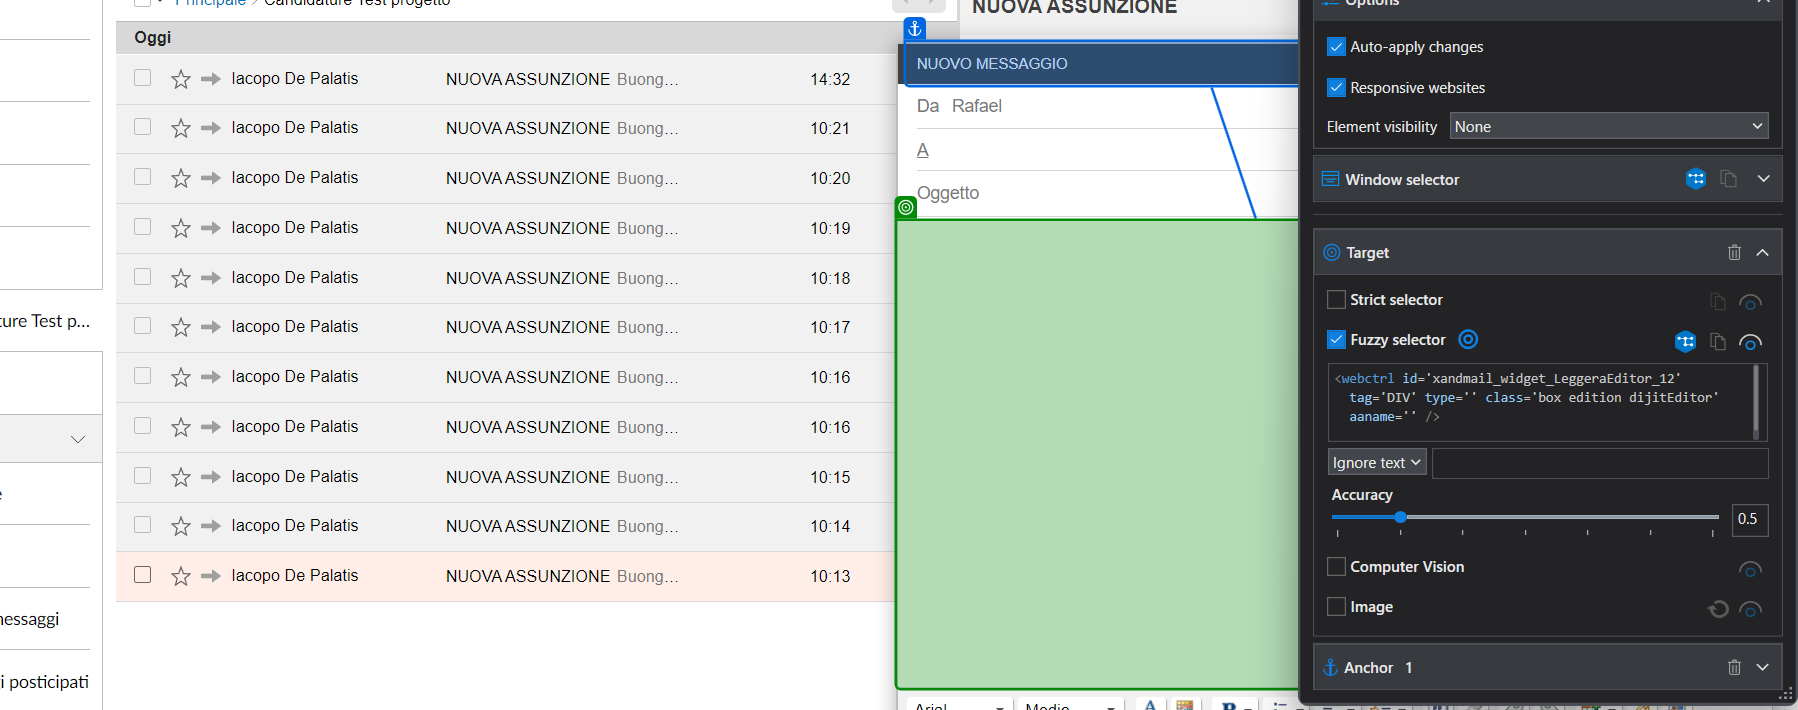 Principale > Candidature Test progetto
Oggi
Iacopo De Palatis NUOVA ASSUNZIONE Buong... 14:32
Iacopo De Palatis NUOVA ASSUNZIONE Buong... 10:21
Iacopo De Palatis NUOVA ASSUNZIONE Buong... 10:20
Iacopo De Palatis NUOVA ASSUNZIONE Buong... 10:19
Iacopo De Palatis NUOVA ASSUNZIONE Buong... 10:18
Iacopo De Palatis NUOVA ASSUNZIONE Buong... 10:17
Iacopo De Palatis NUOVA ASSUNZIONE Buong... 10:16
Iacopo De Palatis NUOVA ASSUNZIONE Buong... 10:16
Iacopo De Palatis NUOVA ASSUNZIONE Buong... 10:15
Iacopo De Palatis NUOVA ASSUNZIONE Buong... 10:14
Iacopo De Palatis NUOVA ASSUNZIONE Buong... 10:13
ture Test p...
e
nessaggi
i posticipati
NUOVA ASSUNZIONE
NUOVO MESSAGGIO
Da Rafael
A
Oggetto
Arial Medio
Options
Auto-apply changes
Responsive websites
Element visibility None
Window selector
Target
Strict selector
Fuzzy selector
<webctrl id='xandmail_widget_LeggeraEditor_12'
tag='DIV' type='' class='box edition dijitEditor'
aaname='' />
Ignore text
Accuracy
0.5
Computer Vision
Image
Anchor 1